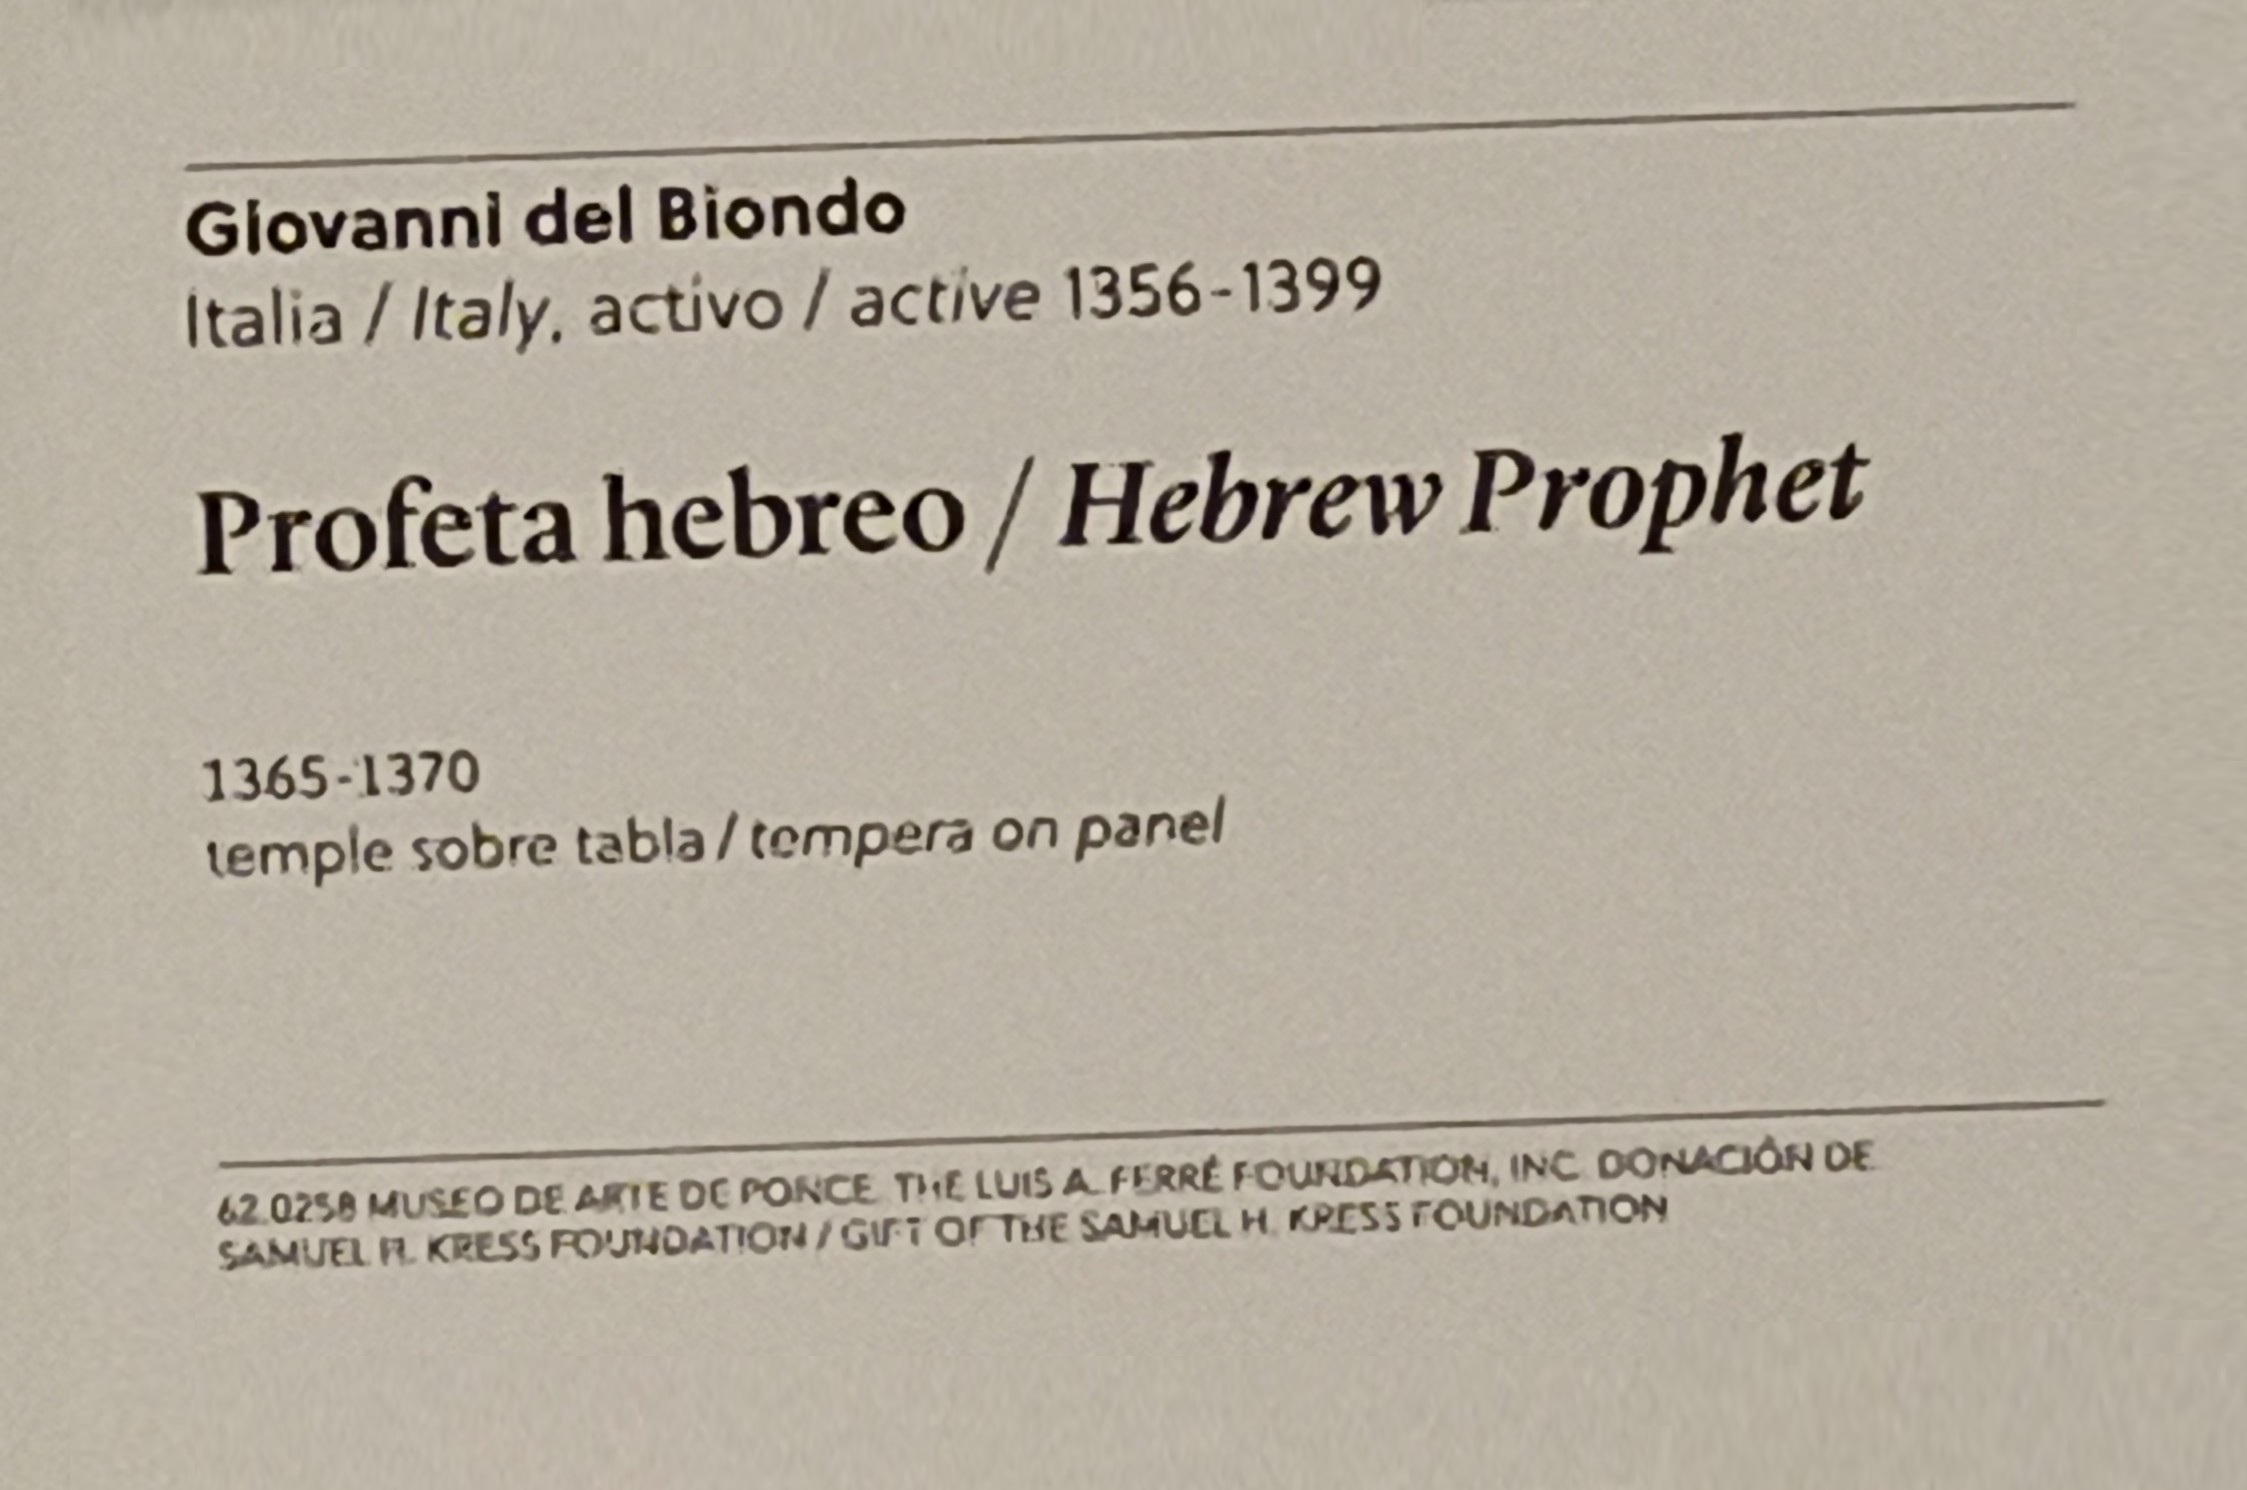 Giovanni del Biondo
Italia / Italy, activo / active 1356-1399
Profeta hebreo / Hebrew Prophet
1365-1370
temple sobre tabla / tempera on panel
62.0258 MUSEO DE ARTE DE PONCE. THE LUIS A. FERRÉ FOUNDATION, INC. DONACIÓN DE
SAMUEL H. KRESS FOUNDATION / GIFT OF THE SAMUEL H. KRESS FOUNDATION